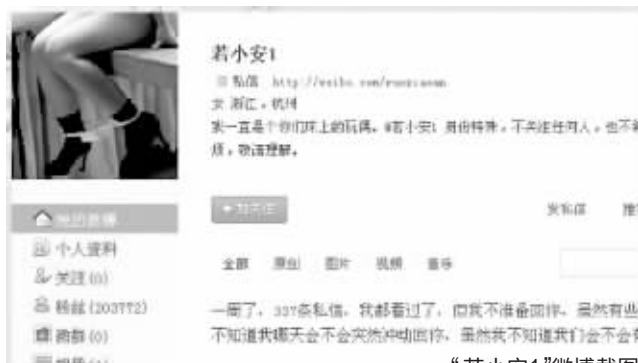 若小安1
私信 http://weibo.com/ruoxiaoan
女 浙江，杭州
我一直是个你们床上的玩偶。@若小安1 身份特殊，不关注任何人，也不
烦，敬请理解。
+加关注
发私信 推
我的首页
个人资料
关注(0)
粉丝(203772)
微群(0)
全部 原创 图片 视频 音乐
一周了，337条私信，我都看过了，但我不准备回你，虽然有些
不知道我哪天会不会突然冲动回你，虽然我不知道我们会不会
“若小安1”微博截图